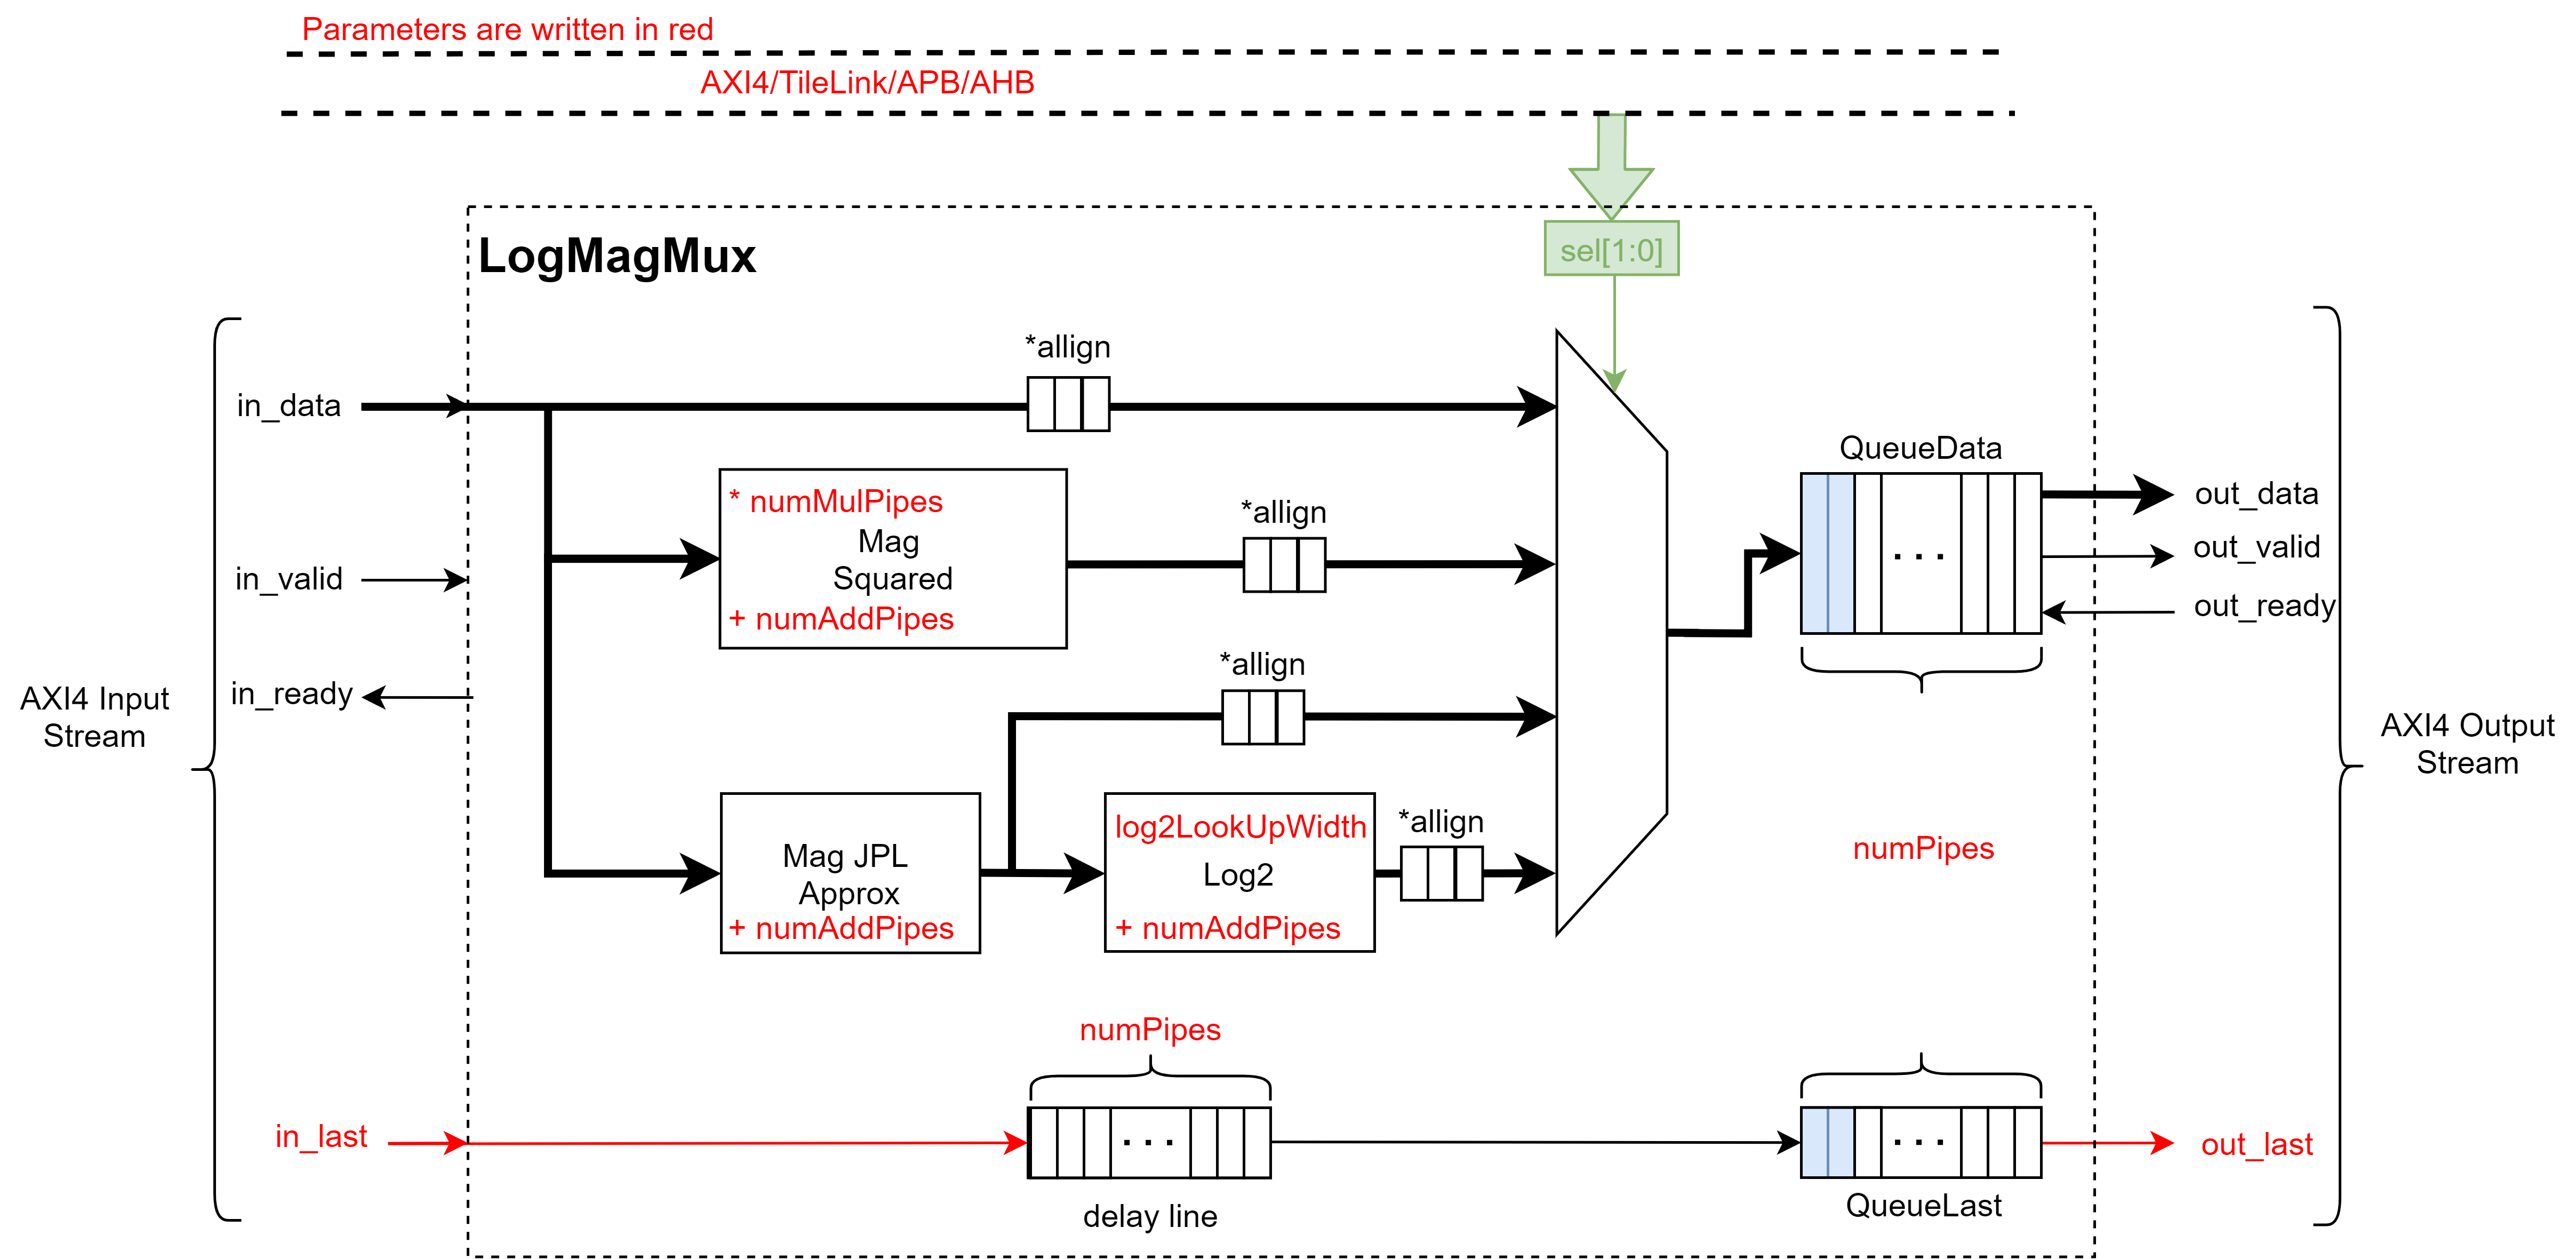 Parameters are written in red
AXI4/TileLink/APB/AHB
LogMagMux
sel[1:0]
*allign
in_data
QueueData
* numMulPipes
Mag
Squared
+ numAddPipes
*allign
. . .
out_data
out_valid
out_ready
in_valid
in_ready
*allign
AXI4 Input
Stream
AXI4 Output
Stream
Mag JPL
Approx
+ numAddPipes
log2LookUpWidth
Log2
+ numAddPipes
*allign
numPipes
numPipes
in_last
. . .
delay line
. . .
QueueLast
out_last